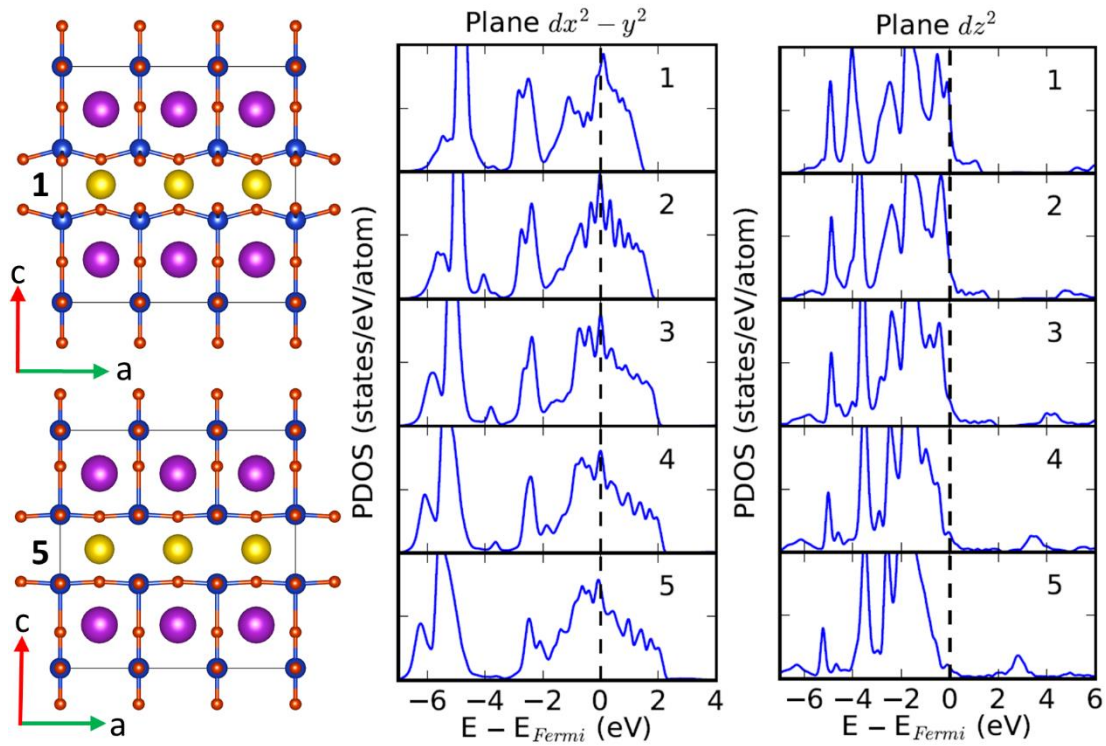 1
c
a
5
c
a
Plane dx² − y²
PDOS (states/eV/atom)
1
2
3
4
5
−6 −4 −2 0 2 4
E − E_Fermi (eV)
Plane dz²
PDOS (states/eV/atom)
1
2
3
4
5
−6 −4 −2 0 2 4 6
E − E_Fermi (eV)